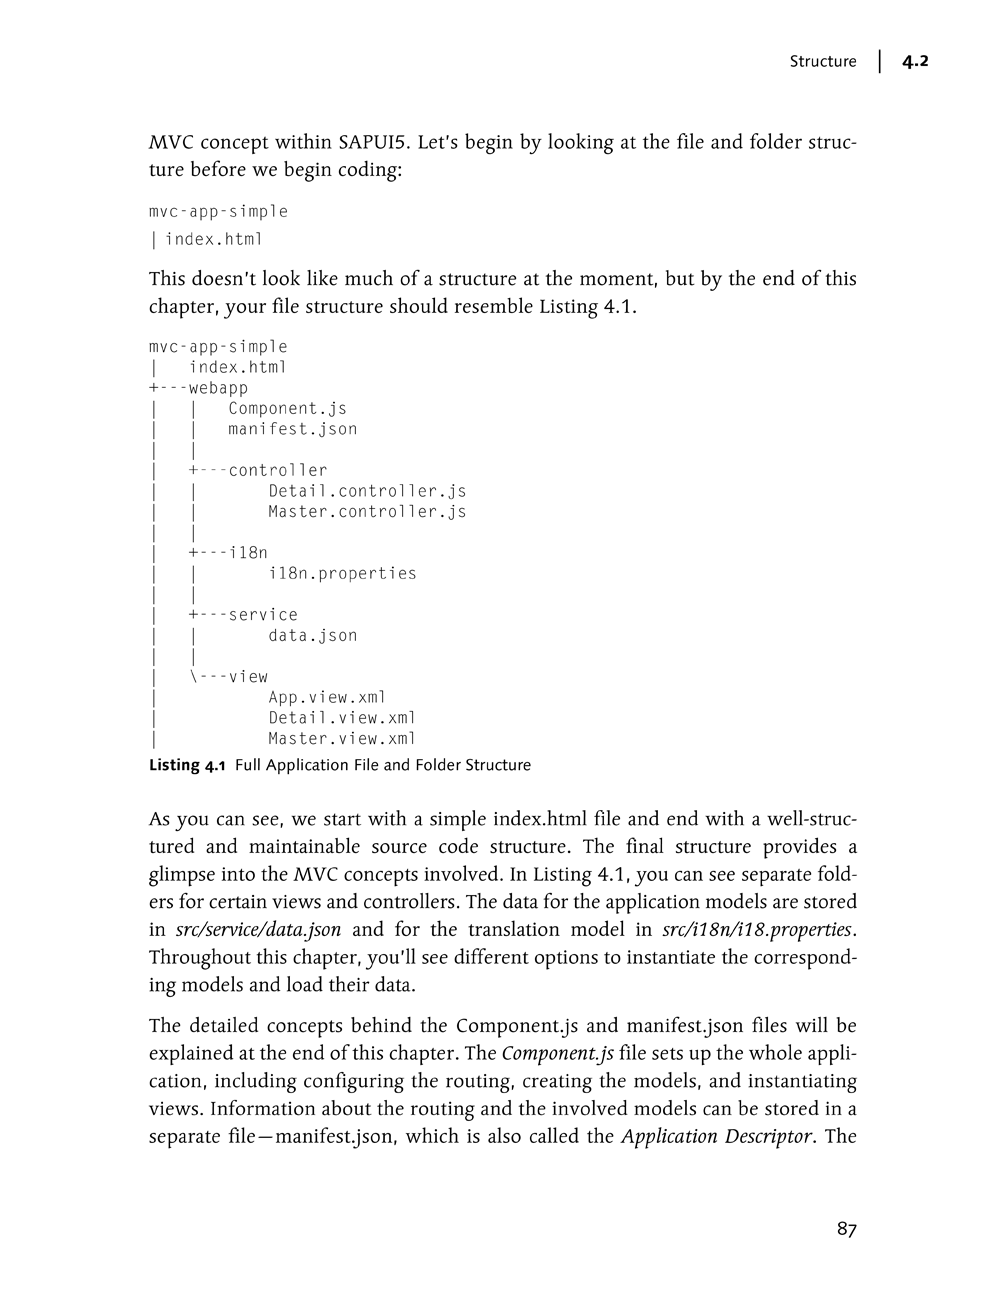 Structure | 4.2
MVC concept within SAPUI5. Let's begin by looking at the file and folder struc-
ture before we begin coding:
mvc-app-simple
| index.html
This doesn't look like much of a structure at the moment, but by the end of this
chapter, your file structure should resemble Listing 4.1.
mvc-app-simple
|   index.html
+---webapp
|   |   Component.js
|   |   manifest.json
|   |
|   +---controller
|   |       Detail.controller.js
|   |       Master.controller.js
|   |
|   +---i18n
|   |       i18n.properties
|   |
|   +---service
|   |       data.json
|   |
|   \---view
|           App.view.xml
|           Detail.view.xml
|           Master.view.xml
Listing 4.1 Full Application File and Folder Structure
As you can see, we start with a simple index.html file and end with a well-struc-
tured and maintainable source code structure. The final structure provides a
glimpse into the MVC concepts involved. In Listing 4.1, you can see separate fold-
ers for certain views and controllers. The data for the application models are stored
in src/service/data.json and for the translation model in src/i18n/i18.properties.
Throughout this chapter, you'll see different options to instantiate the correspond-
ing models and load their data.
The detailed concepts behind the Component.js and manifest.json files will be
explained at the end of this chapter. The Component.js file sets up the whole appli-
cation, including configuring the routing, creating the models, and instantiating
views. Information about the routing and the involved models can be stored in a
separate file—manifest.json, which is also called the Application Descriptor. The
87